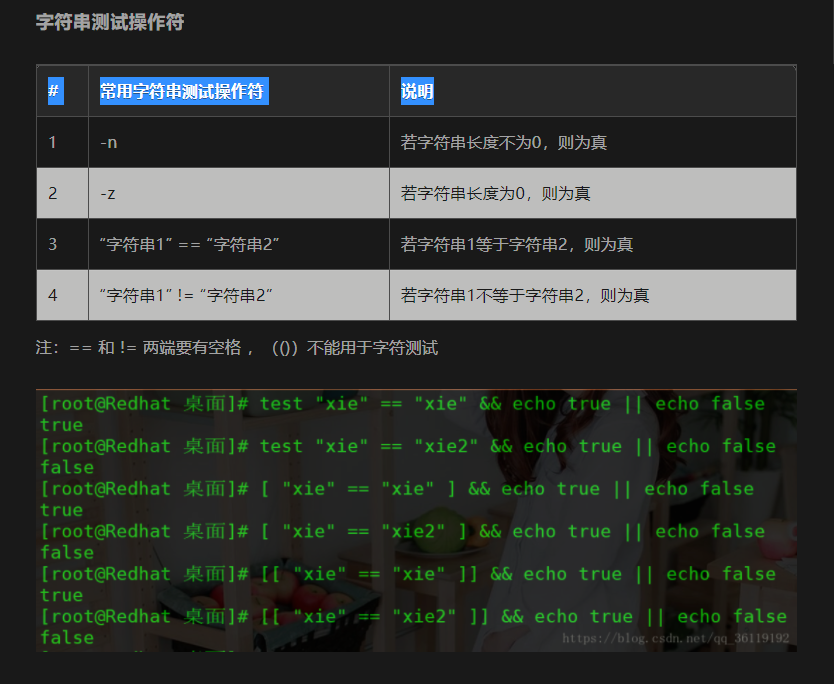 字符串测试操作符
# 常用字符串测试操作符 说明
1 -n 若字符串长度不为0，则为真
2 -z 若字符串长度为0，则为真
3 “字符串1” == “字符串2” 若字符串1等于字符串2，则为真
4 “字符串1” != “字符串2” 若字符串1不等于字符串2，则为真
注：== 和 != 两端要有空格 ，（()）不能用于字符测试
[root@Redhat 桌面]# test "xie" == "xie" && echo true || echo false
true
[root@Redhat 桌面]# test "xie" == "xie2" && echo true || echo false
false
[root@Redhat 桌面]# [ "xie" == "xie" ] && echo true || echo false
true
[root@Redhat 桌面]# [ "xie" == "xie2" ] && echo true || echo false
false
[root@Redhat 桌面]# [[ "xie" == "xie" ]] && echo true || echo false
true
[root@Redhat 桌面]# [[ "xie" == "xie2" ]] && echo true || echo false
false
https://blog.csdn.net/qq_36119192